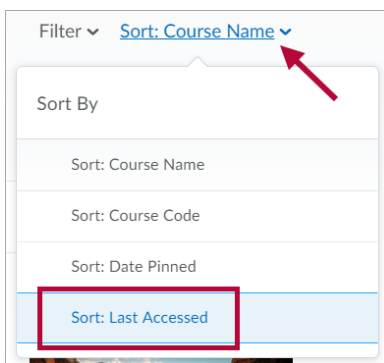 Filter Sort: Course Name
Sort By
Sort: Course Name
Sort: Course Code
Sort: Date Pinned
Sort: Last Accessed